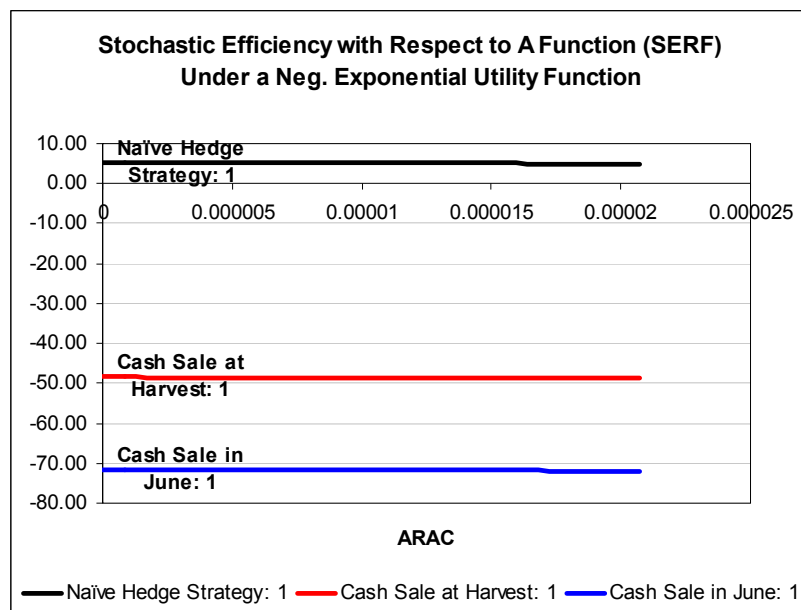 Stochastic Efficiency with Respect to A Function (SERF)
Under a Neg. Exponential Utility Function
10.00
Naïve Hedge
Strategy: 1
0.00
0 0.000005 0.00001 0.000015 0.00002 0.000025
-10.00
-20.00
-30.00
-40.00
Cash Sale at
Harvest: 1
-50.00
-60.00
Cash Sale in
June: 1
-70.00
-80.00
ARAC
Naïve Hedge Strategy: 1 Cash Sale at Harvest: 1 Cash Sale in June: 1